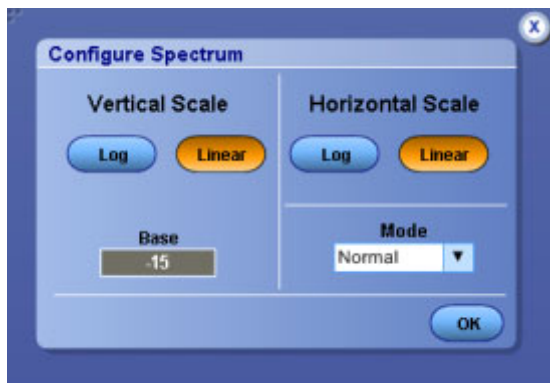 X
Configure Spectrum
Vertical Scale
Horizontal Scale
Log
Linear
Log
Linear
Base
-15
Mode
Normal
OK